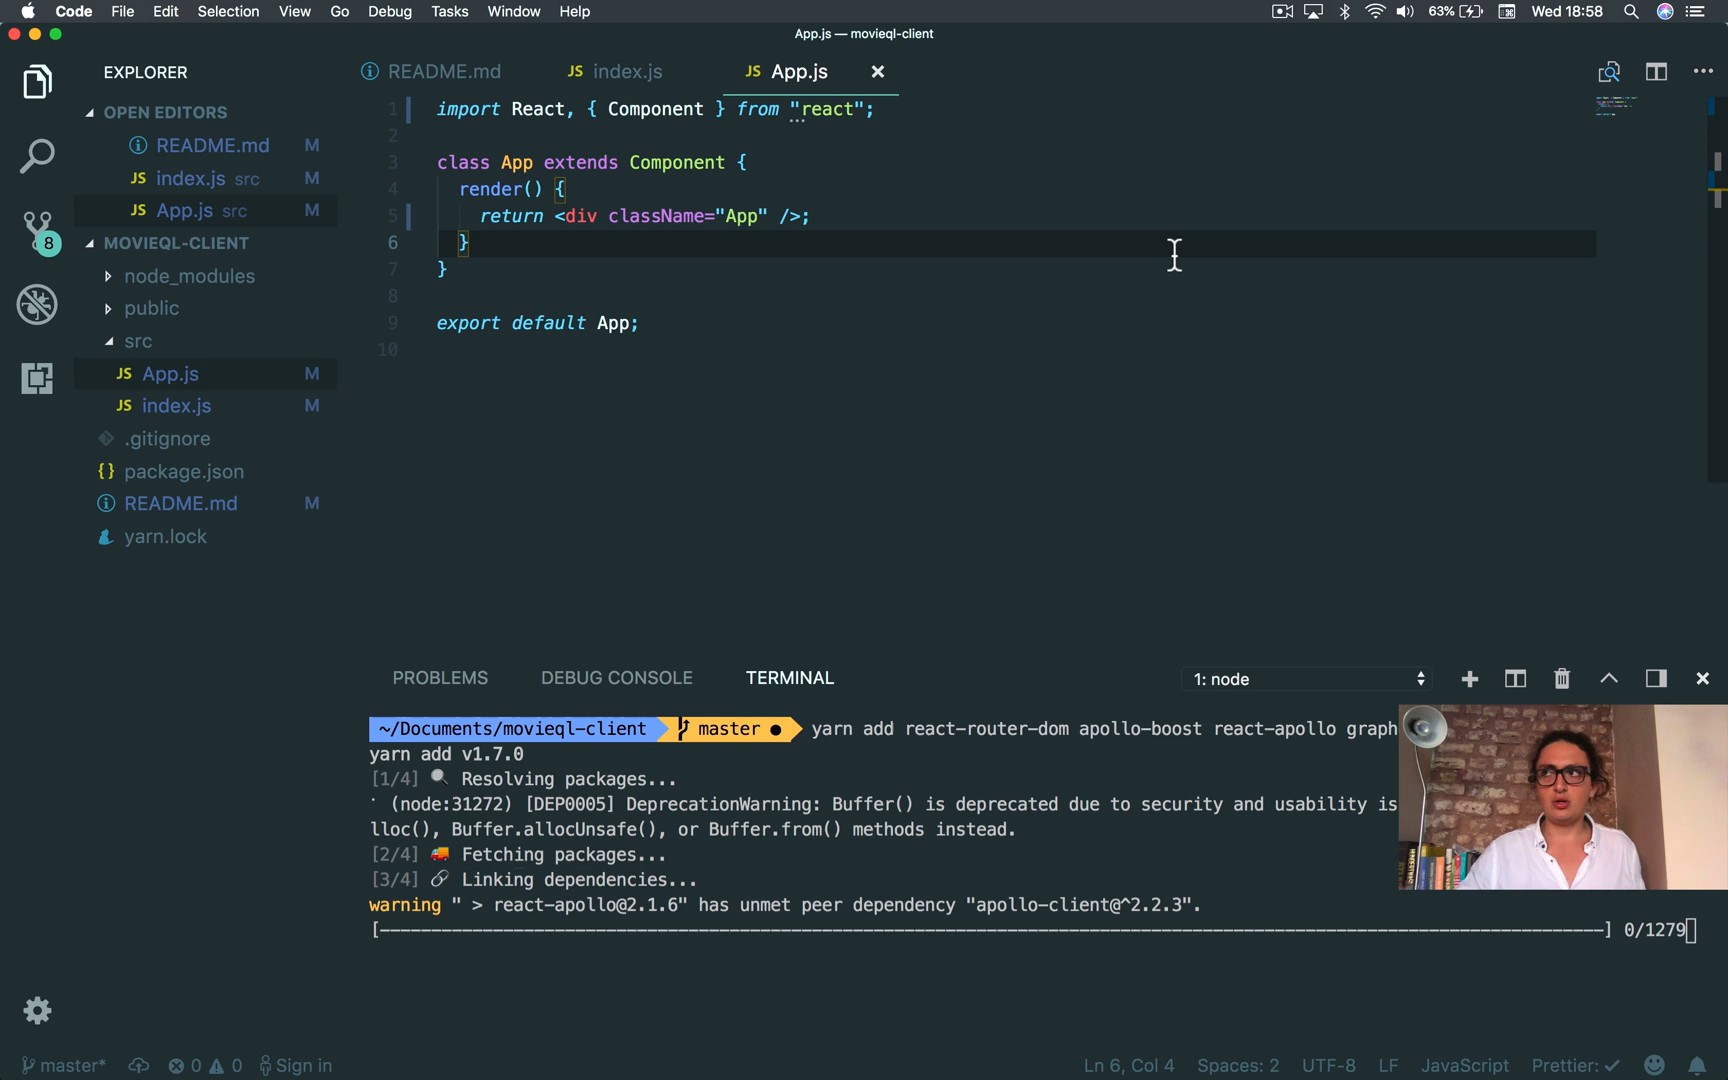 Code File Edit Selection View Go Debug Tasks Window Help 63% Wed 18:58
App.js — movieql-client
EXPLORER
OPEN EDITORS
README.md M
JS index.js src M
JS App.js src M
MOVIEQL-CLIENT
node_modules
public
src
JS App.js M
JS index.js M
.gitignore
{} package.json
README.md M
yarn.lock
8
README.md JS index.js JS App.js
1 import React, { Component } from "react";
2
3 class App extends Component {
4 render() {
5 return <div className="App" />;
6 }
7 }
8
9 export default App;
10
PROBLEMS DEBUG CONSOLE TERMINAL 1: node
~/Documents/movieql-client master ● yarn add react-router-dom apollo-boost react-apollo graph
yarn add v1.7.0
[1/4] Resolving packages...
(node:31272) [DEP0005] DeprecationWarning: Buffer() is deprecated due to security and usability is
lloc(), Buffer.allocUnsafe(), or Buffer.from() methods instead.
[2/4] Fetching packages...
[3/4] Linking dependencies...
warning " > react-apollo@2.1.6" has unmet peer dependency "apollo-client@^2.2.3".
[----------------------------------------------------------------] 0/1279
master* 0 0 Sign in Ln 6, Col 4 Spaces: 2 UTF-8 LF JavaScript Prettier: ✓